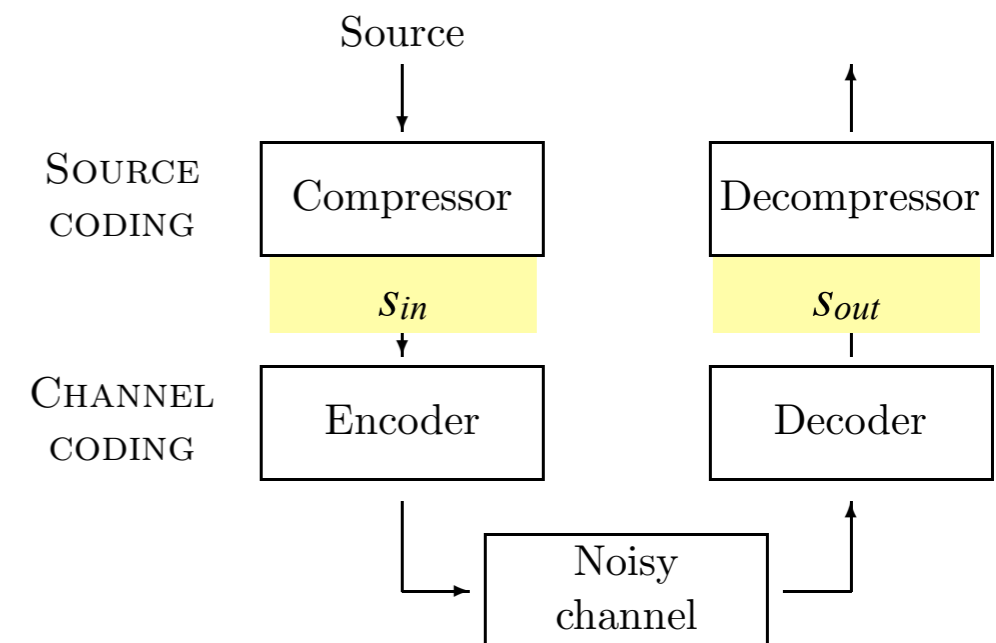 Source
SOURCE
CODING
Compressor
Decompressor
s_in
s_out
CHANNEL
CODING
Encoder
Decoder
Noisy
channel